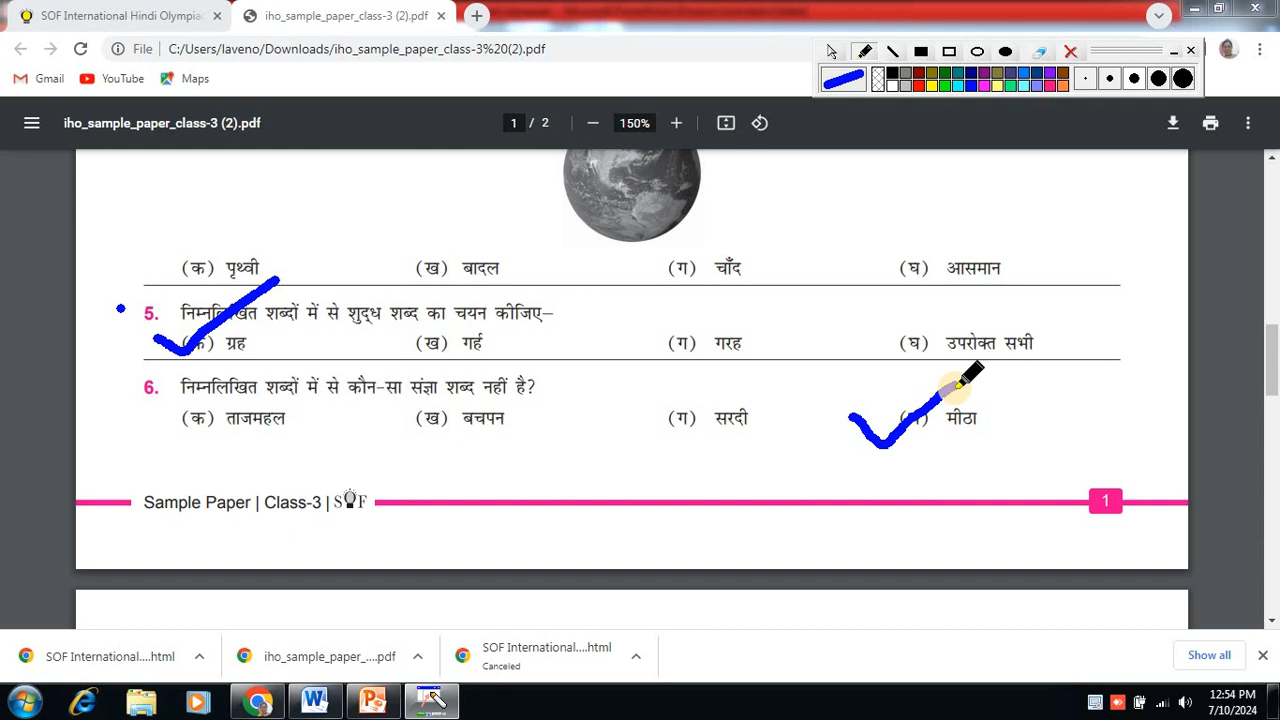 SOF International Hindi Olympiad
iho_sample_paper_class-3 (2).pdf
File
C:/Users/laveno/Downloads/iho_sample_paper_class-3%20(2).pdf
Gmail
YouTube
Maps
iho_sample_paper_class-3 (2).pdf
1 / 2
150%
(क) पृथ्वी (ख) बादल (ग) चाँद (घ) आसमान
5. निम्नलिखित शब्दों में से शुद्ध शब्द का चयन कीजिए–
(क) ग्रह (ख) गर्ह (ग) गरह (घ) उपरोक्त सभी
6. निम्नलिखित शब्दों में से कौन-सा संज्ञा शब्द नहीं है?
(क) ताजमहल (ख) बचपन (ग) सरदी (घ) मीठा
Sample Paper | Class-3 | SOF
1
SOF International....html
iho_sample_paper_....pdf
SOF International....html
Canceled
Show all
12:54 PM
7/10/2024